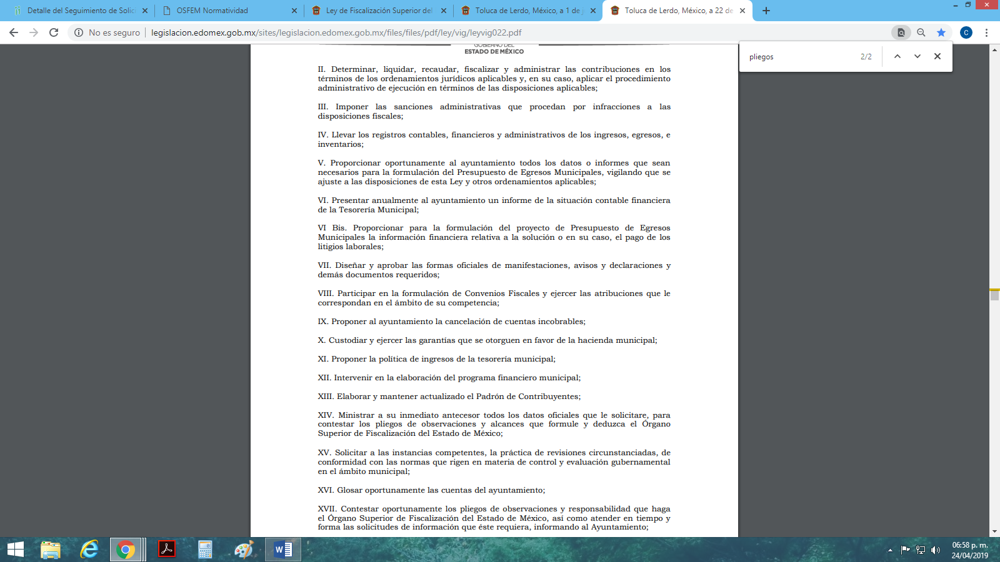 Detalle del Seguimiento de Solici
OSFEM Normatividad
Ley de Fiscalización Superior del
Toluca de Lerdo, México, a 1 de j
Toluca de Lerdo, México, a 22 de
No es seguro
legislacion.edomex.gob.mx/sites/legislacion.edomex.gob.mx/files/files/pdf/ley/vig/leyvig022.pdf
C
pliegos
2/2
GOBIERNO DEL
ESTADO DE MÉXICO
II. Determinar, liquidar, recaudar, fiscalizar y administrar las contribuciones en los
términos de los ordenamientos jurídicos aplicables y, en su caso, aplicar el procedimiento
administrativo de ejecución en términos de las disposiciones aplicables;
III. Imponer las sanciones administrativas que procedan por infracciones a las
disposiciones fiscales;
IV. Llevar los registros contables, financieros y administrativos de los ingresos, egresos, e
inventarios;
V. Proporcionar oportunamente al ayuntamiento todos los datos o informes que sean
necesarios para la formulación del Presupuesto de Egresos Municipales, vigilando que se
ajuste a las disposiciones de esta Ley y otros ordenamientos aplicables;
VI. Presentar anualmente al ayuntamiento un informe de la situación contable financiera
de la Tesorería Municipal;
VI Bis. Proporcionar para la formulación del proyecto de Presupuesto de Egresos
Municipales la información financiera relativa a la solución o en su caso, el pago de los
litigios laborales;
VII. Diseñar y aprobar las formas oficiales de manifestaciones, avisos y declaraciones y
demás documentos requeridos;
VIII. Participar en la formulación de Convenios Fiscales y ejercer las atribuciones que le
correspondan en el ámbito de su competencia;
IX. Proponer al ayuntamiento la cancelación de cuentas incobrables;
X. Custodiar y ejercer las garantías que se otorguen en favor de la hacienda municipal;
XI. Proponer la política de ingresos de la tesorería municipal;
XII. Intervenir en la elaboración del programa financiero municipal;
XIII. Elaborar y mantener actualizado el Padrón de Contribuyentes;
XIV. Ministrar a su inmediato antecesor todos los datos oficiales que le solicitare, para
contestar los pliegos de observaciones y alcances que formule y deduzca el Órgano
Superior de Fiscalización del Estado de México;
XV. Solicitar a las instancias competentes, la práctica de revisiones circunstanciadas, de
conformidad con las normas que rigen en materia de control y evaluación gubernamental
en el ámbito municipal;
XVI. Glosar oportunamente las cuentas del ayuntamiento;
XVII. Contestar oportunamente los pliegos de observaciones y responsabilidad que haga
el Órgano Superior de Fiscalización del Estado de México, así como atender en tiempo y
forma las solicitudes de información que éste requiera, informando al Ayuntamiento;
06:58 p. m.
24/04/2019